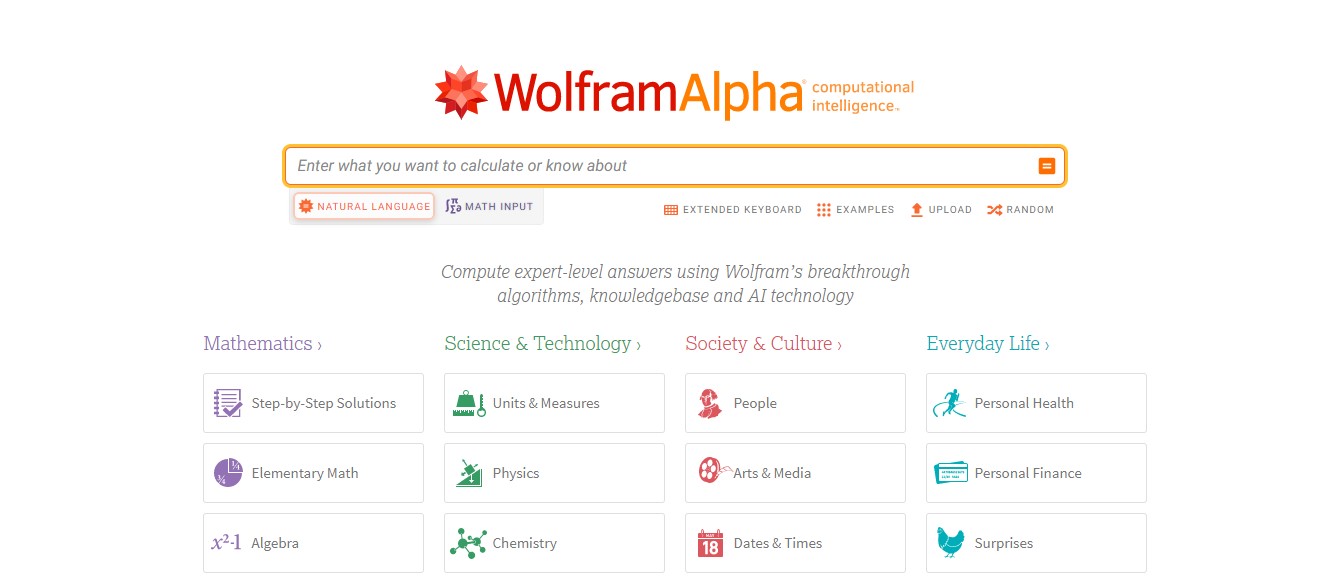 WolframAlpha® computational
intelligence™
Enter what you want to calculate or know about
NATURAL LANGUAGE
MATH INPUT
EXTENDED KEYBOARD
EXAMPLES
UPLOAD
RANDOM
Compute expert-level answers using Wolfram's breakthrough
algorithms, knowledgebase and AI technology
Mathematics ›
Science & Technology ›
Society & Culture ›
Everyday Life ›
Step-by-Step Solutions
Units & Measures
People
Personal Health
Elementary Math
Physics
Arts & Media
Personal Finance
x²-1 Algebra
Chemistry
MAY
18
Dates & Times
Surprises